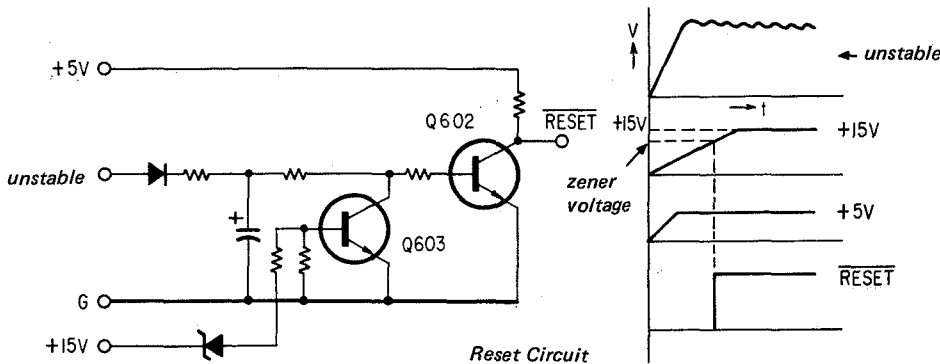 +5V
unstable
+
G
+15V
Q602
Q603
RESET
Reset Circuit
V
t
unstable
+15V
zener
voltage
+15V
+5V
RESET